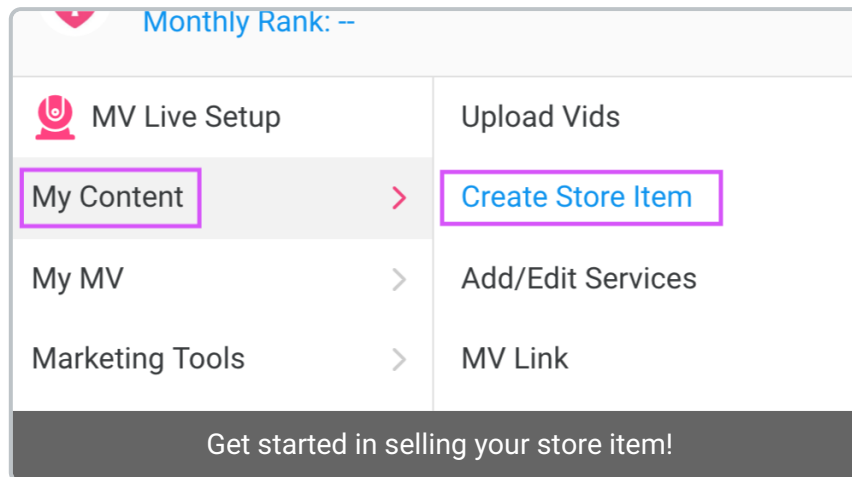 Monthly Rank: --
MV Live Setup
My Content
My MV
Marketing Tools
Upload Vids
Create Store Item
Add/Edit Services
MV Link
Get started in selling your store item!